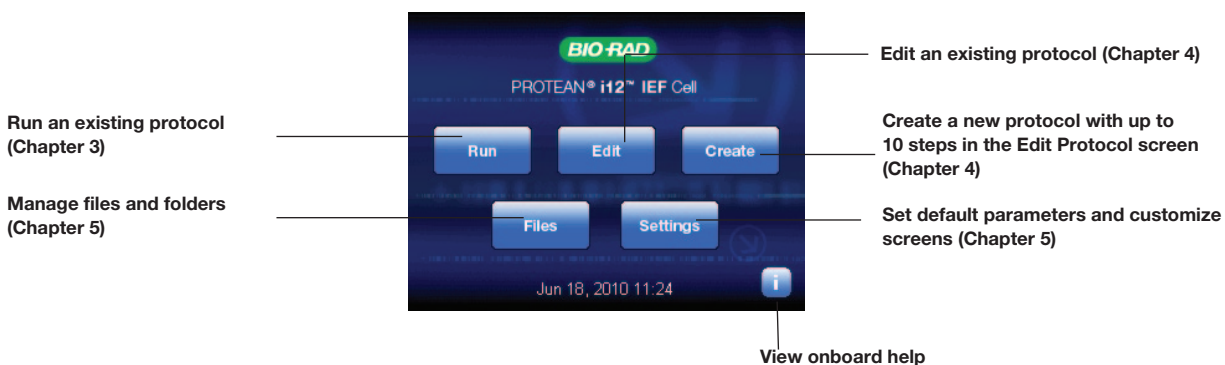 BIO-RAD
PROTEAN® i12™ IEF Cell
Edit an existing protocol (Chapter 4)
Run an existing protocol
(Chapter 3)
Run
Edit
Create
Create a new protocol with up to
10 steps in the Edit Protocol screen
(Chapter 4)
Manage files and folders
(Chapter 5)
Files
Settings
Set default parameters and customize
screens (Chapter 5)
Jun 18, 2010 11:24
i
View onboard help